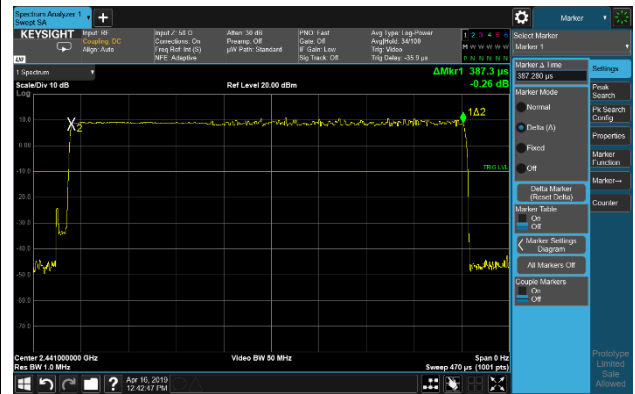 Spectrum Analyzer 1
Swept SA
+
Marker
KEYSIGHT
Input: RF
Coupling: DC
Align: Auto
Input Z: 50 Ω
Corrections: On
Freq Ref: Int (S)
NFE: Adaptive
Atten: 30 dB
Preamp: Off
µW Path: Standard
PNO: Fast
Gate: Off
IF Gain: Low
Sig Track: Off
Avg Type: Log-Power
Avg|Hold: 34/100
Trig: Video
Trig Delay: -35.9 µs
1 2 3 4 5 6
M W W W W W
P N N N N N
LXI
Select Marker
Marker 1
1 Spectrum
ΔMkr1 387.3 µs
-0.26 dB
Scale/Div 10 dB
Ref Level 20.00 dBm
Log
10.0
0.00
-10.0
-20.0
-30.0
-40.0
-50.0
-60.0
-70.0
X2
1Δ2
TRIG LVL
Center 2.441000000 GHz
Res BW 1.0 MHz
Video BW 50 MHz
Span 0 Hz
Sweep 470 µs (1001 pts)
Marker Δ Time
387.280 µs
Marker Mode
Normal
Delta (Δ)
Fixed
Off
Delta Marker
(Reset Delta)
Marker Table
On
Off
Marker Settings
Diagram
All Markers Off
Couple Markers
On
Off
Settings
Peak
Search
Pk Search
Config
Properties
Marker
Function
Marker→
Counter
Prototype
Limited
Sale
Allowed
?
Apr 16, 2019
12:42:47 PM